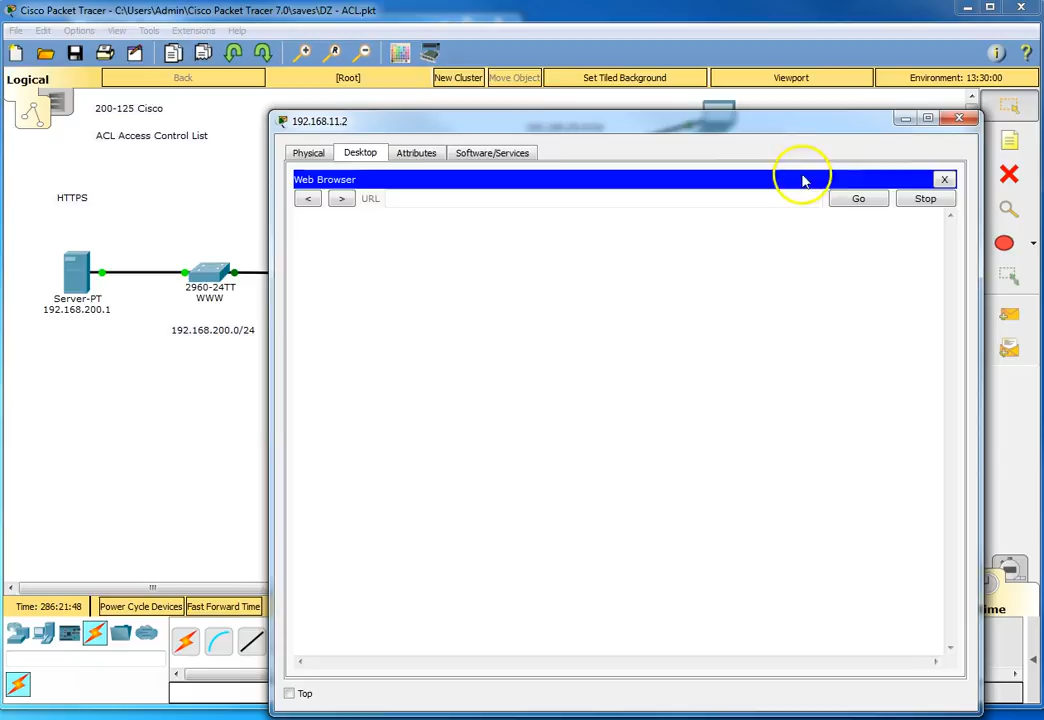 Cisco Packet Tracer 7.0 - C:\Users\Admin\Cisco Packet Tracer 7.0\saves\DZ - ACL.pkt
File Edit Options View Tools Extensions Help
Logical Back [Root] New Cluster Move Object Set Tiled Background Viewport Environment: 13:30:00
200-125 Cisco
ACL Access Control List
HTTPS
Server-PT
192.168.200.1
2960-24TT
WWW
192.168.200.0/24
192.168.11.2
Physical Desktop Attributes Software/Services
Web Browser X
< > URL Go Stop
Top
Time: 286:21:48 Power Cycle Devices Fast Forward Time
ime